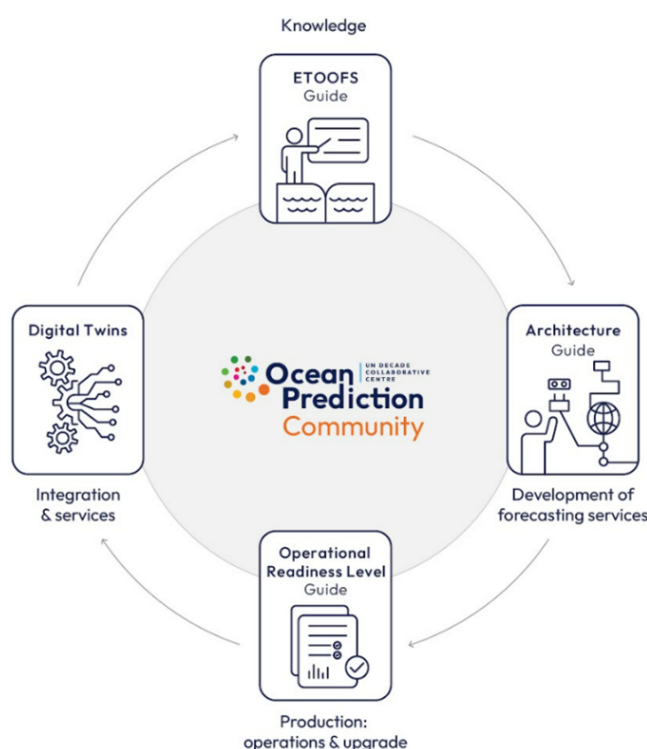 Knowledge
ETOOFS
Guide
Digital Twins
Integration
& services
Architecture
Guide
Development of
forecasting services
Ocean
Prediction
Community
UN DECADE
COLLABORATIVE
CENTRE
Operational
Readiness Level
Guide
Production:
operations & upgrade